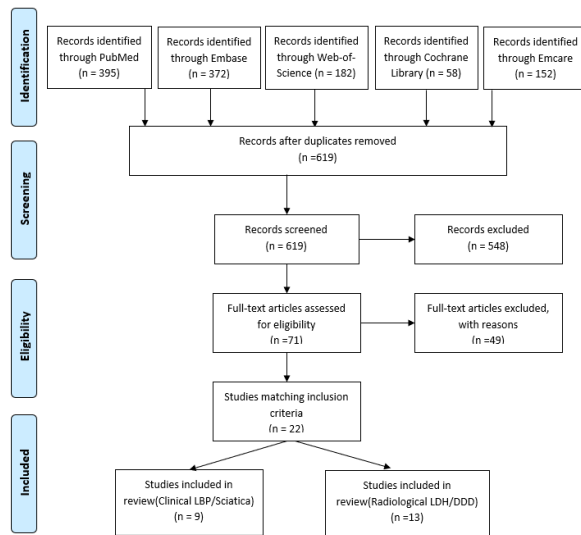 Identification
Records identified
through PubMed
(n = 395)
Records identified
through Embase
(n = 372)
Records identified
through Web-of-
Science (n = 182)
Records identified
through Cochrane
Library (n = 58)
Records identified
through Emcare
(n = 152)
Records after duplicates removed
(n =619)
Screening
Records screened
(n = 619)
Records excluded
(n = 548)
Eligibility
Full-text articles assessed
for eligibility
(n =71)
Full-text articles excluded,
with reasons
(n =49)
Studies matching inclusion
criteria
(n = 22)
Included
Studies included in
review(Clinical LBP/Sciatica)
(n = 9)
Studies included in
review(Radiological LDH/DDD)
(n =13)